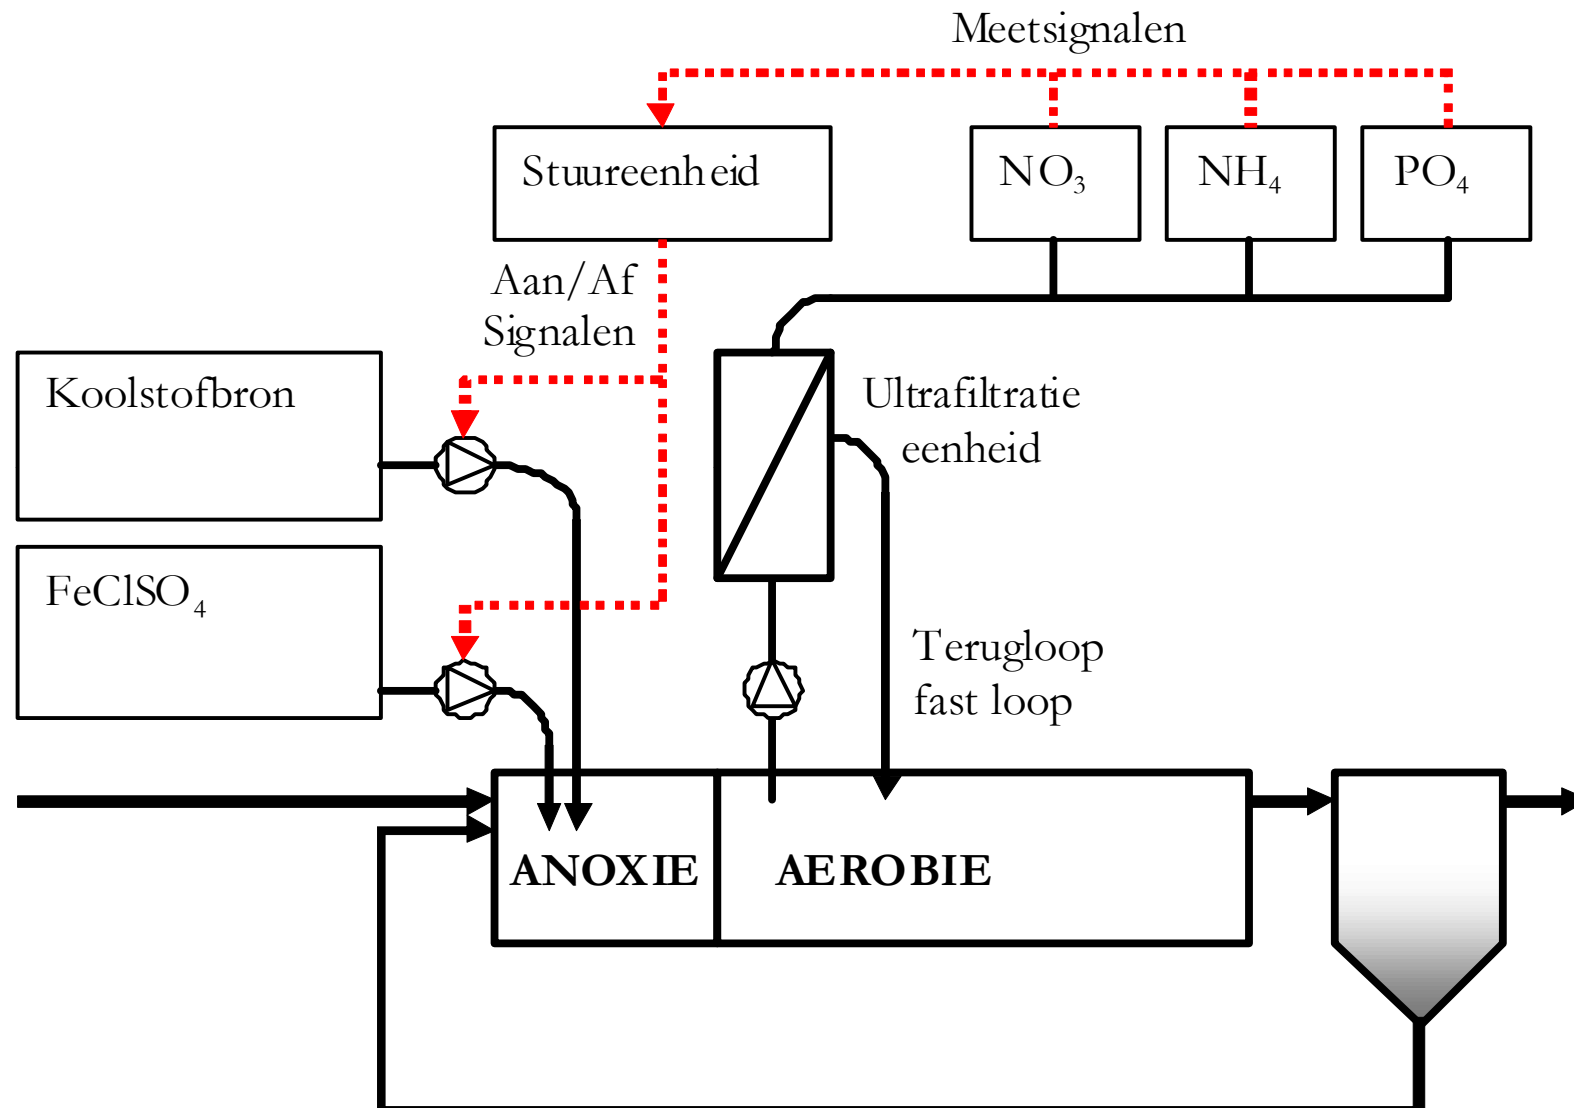 Meetsignalen
Stuureenheid
NO₃
NH₄
PO₄
Aan/Af
Signalen
Koolstofbron
Ultrafiltratie
eenheid
FeClSO₄
Terugloop
fast loop
ANOXIE
AEROBIE